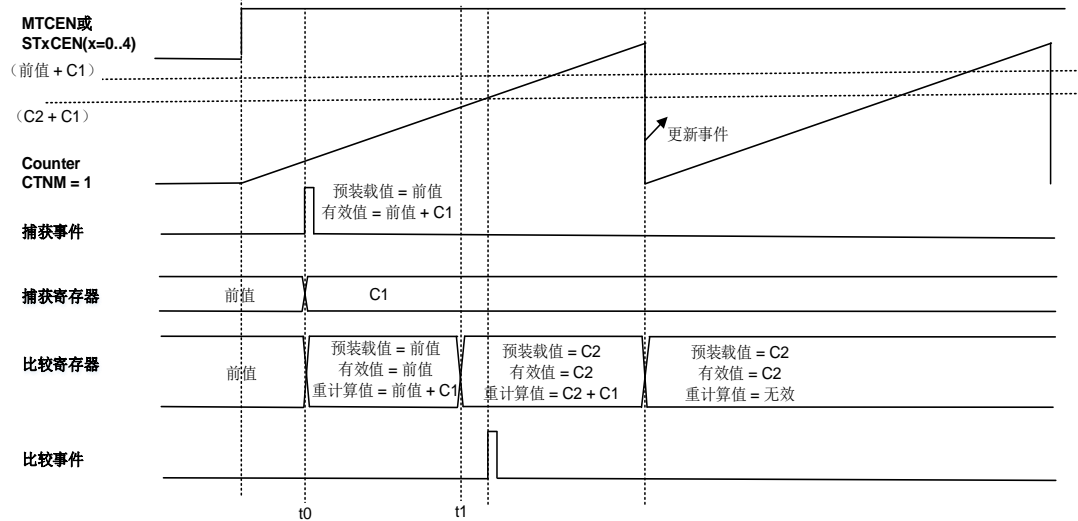 MTCEN或
STxCEN(x=0..4)
（前值 + C1）
（C2 + C1）
更新事件
Counter
CTNM = 1
预装载值 = 前值
有效值 = 前值 + C1
捕获事件
捕获寄存器
前值
C1
比较寄存器
前值
预装载值 = 前值
有效值 = 前值
重计算值 = 前值 + C1
预装载值 = C2
有效值 = C2
重计算值 = C2 + C1
预装载值 = C2
有效值 = C2
重计算值 = 无效
比较事件
t0
t1